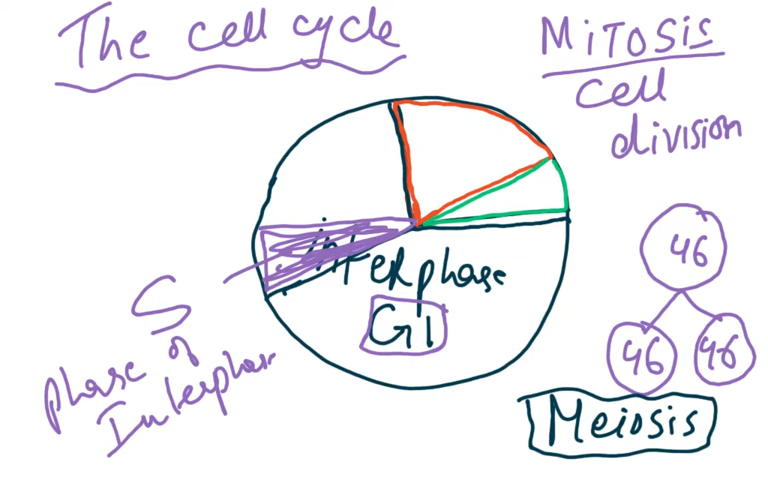 The cell cycle
MiTOSis
cell
division
interphase
G1
S
phase of
Interphase
46
46 46
Meiosis